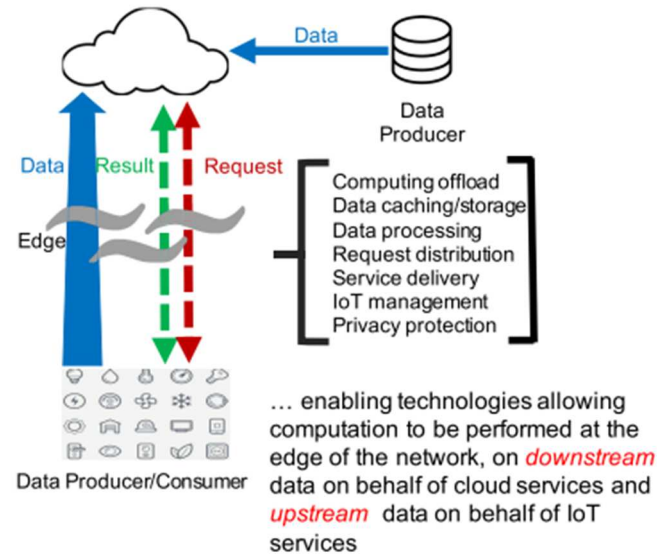 Data
Data
Producer
Data
Result
Request
Edge
Computing offload
Data caching/storage
Data processing
Request distribution
Service delivery
IoT management
Privacy protection
Data Producer/Consumer
... enabling technologies allowing
computation to be performed at the
edge of the network, on downstream
data on behalf of cloud services and
upstream data on behalf of IoT
services